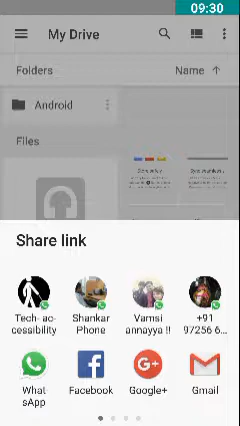 09:30
My Drive
Folders
Name
Android
Files
Share link
Tech- ac-
cessibility
Shankar
Phone
Vamsi
annayya !!
+91
97256 6...
What-
sApp
Facebook
Google+
Gmail